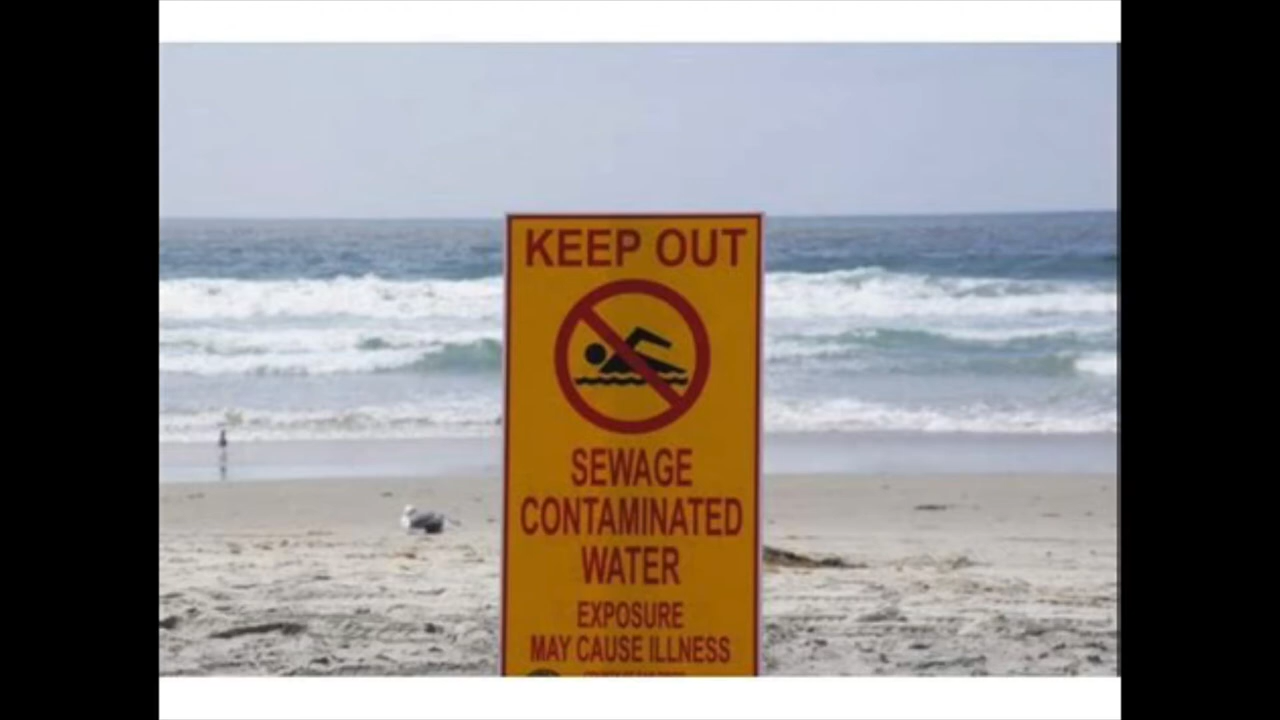 KEEP OUT
SEWAGE
CONTAMINATED
WATER
EXPOSURE
MAY CAUSE ILLNESS